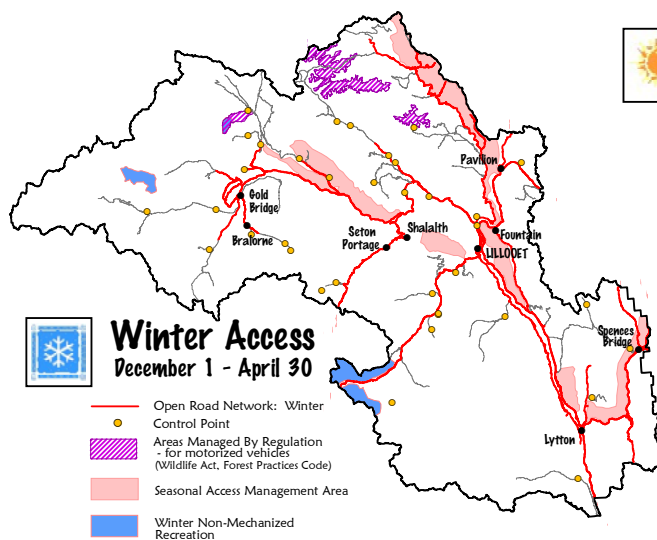 Pavilion
Gold
Bridge
Bralorne
Seton
Portage
Shalalth
Fountain
LILLOOET
Spences
Bridge
Lytton
Winter Access
December 1 - April 30
Open Road Network: Winter
Control Point
Areas Managed By Regulation
- for motorized vehicles
(Wildlife Act, Forest Practices Code)
Seasonal Access Management Area
Winter Non-Mechanized
Recreation